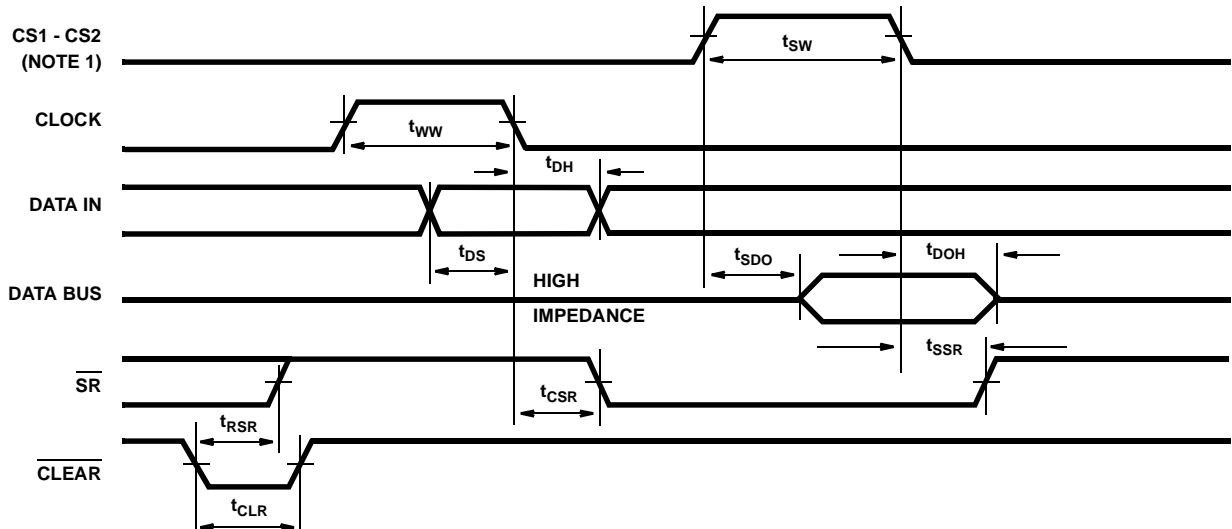 CS1 - CS2
(NOTE 1)
tSW
CLOCK
tWW
tDH
DATA IN
tDS
tSDO
tDOH
DATA BUS
HIGH
IMPEDANCE
tSSR
SR
tCSR
tRSR
CLEAR
tCLR